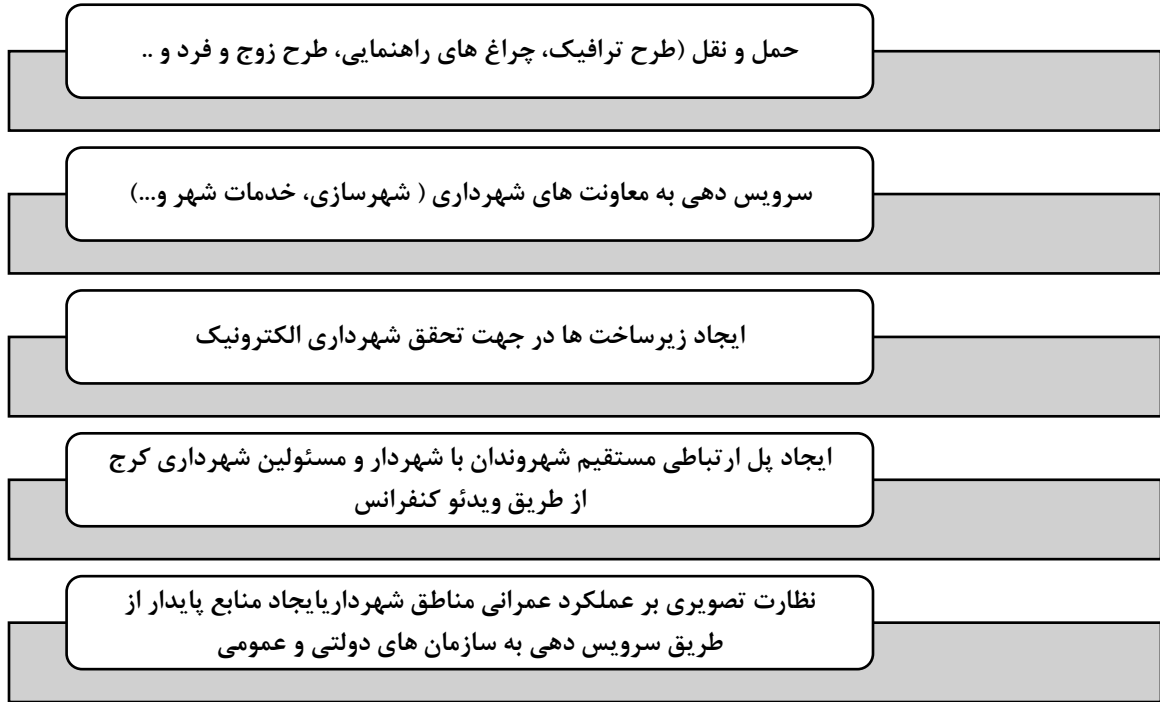 حمل و نقل (طرح ترافیک، چراغ های راهنمایی، طرح زوج و فرد و ..
سرویس دهی به معاونت های شهرداری ( شهرسازی، خدمات شهر و...)
ایجاد زیرساخت ها در جهت تحقق شهرداری الکترونیک
ایجاد پل ارتباطی مستقیم شهروندان با شهردار و مسئولین شهرداری کرج
از طریق ویدئو کنفرانس
نظارت تصویری بر عملکرد عمرانی مناطق شهرداریایجاد منابع پایدار از
طریق سرویس دهی به سازمان های دولتی و عمومی